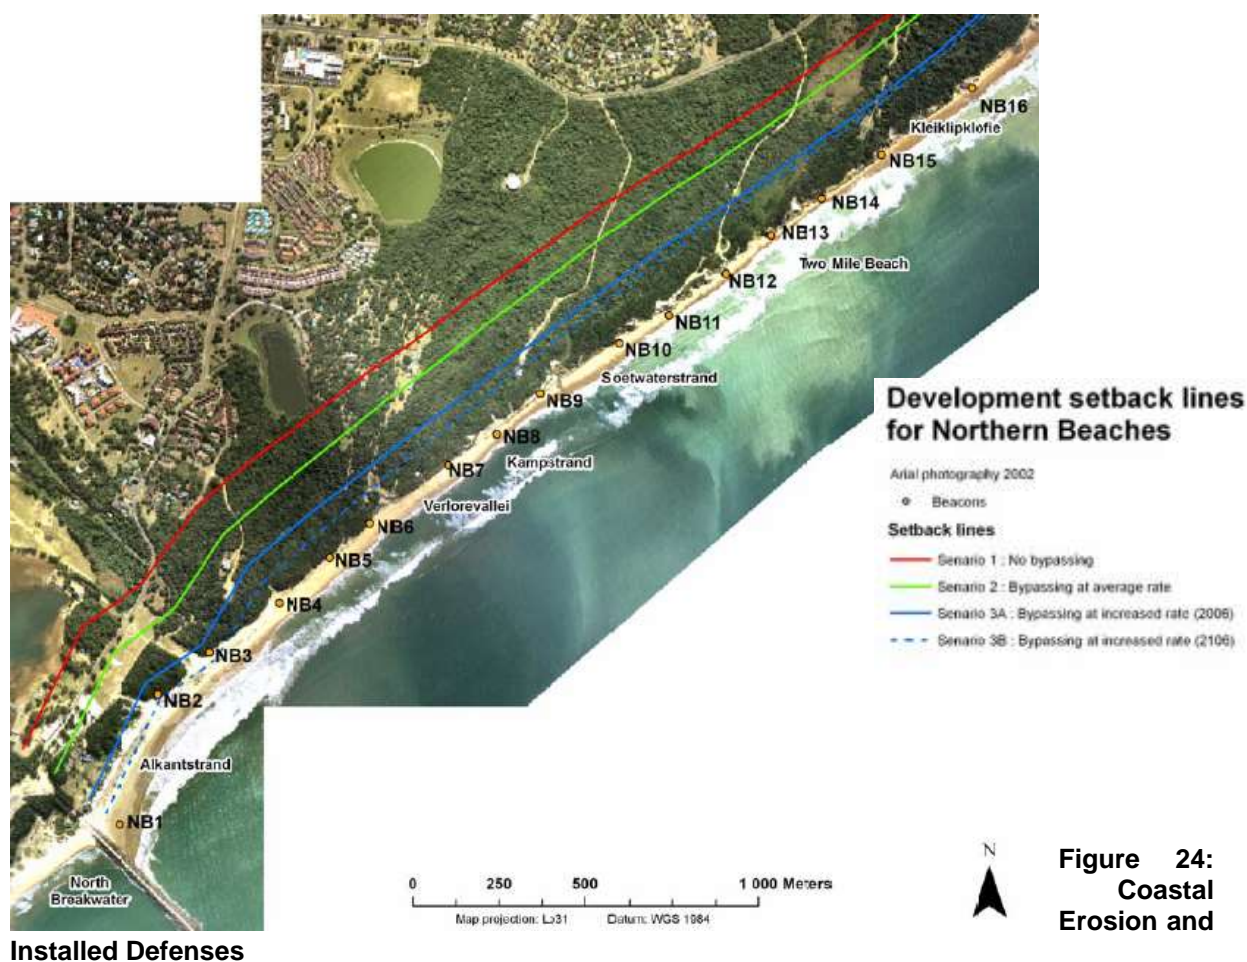 NB16
Kleiklipklofie
NB15
NB14
NB13
Two Mile Beach
NB12
NB11
NB10
Soetwaterstrand
NB9
NB8
Kampstrand
NB7
Verlorevallei
NB6
NB5
NB4
NB3
NB2
Alkantstrand
NB1
North
Breakwater
Development setback lines
for Northern Beaches
Arial photography 2002
Beacons
Setback lines
Senario 1 : No bypassing
Senario 2 : Bypassing at average rate
Senario 3A : Bypassing at increased rate (2006)
Senario 3B : Bypassing at increased rate (2106)
0 250 500 1 000 Meters
Map projection: Lo31 Datum: WGS 1984
N
Figure 24:
Coastal
Erosion and
Installed Defenses